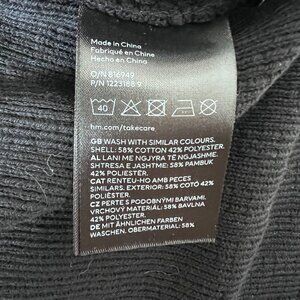 Made in China
Fabriqué en Chine
Hecho en China
O/N 816949
P/N 1223188 9
40
hm.com/takecare
GB WASH WITH SIMILAR COLOURS.
SHELL: 58% COTTON 42% POLYESTER.
AL LANI ME NGJYRA TË NGJASHME.
SHTRESA E JASHTME: 58% PAMBUK
42% POLIESTER.
CAT RENTEU-HO AMB PECES
SIMILARS. EXTERIOR: 58% COTÓ 42%
POLIÈSTER.
CZ PERTE S PODOBNÝMI BARVAMI.
VRCHOVÝ MATERIÁL: 58% BAVLNA
42% POLYESTER.
DE MIT ÄHNLICHEN FARBEN
WASCHEN. OBERMATERIAL: 58%